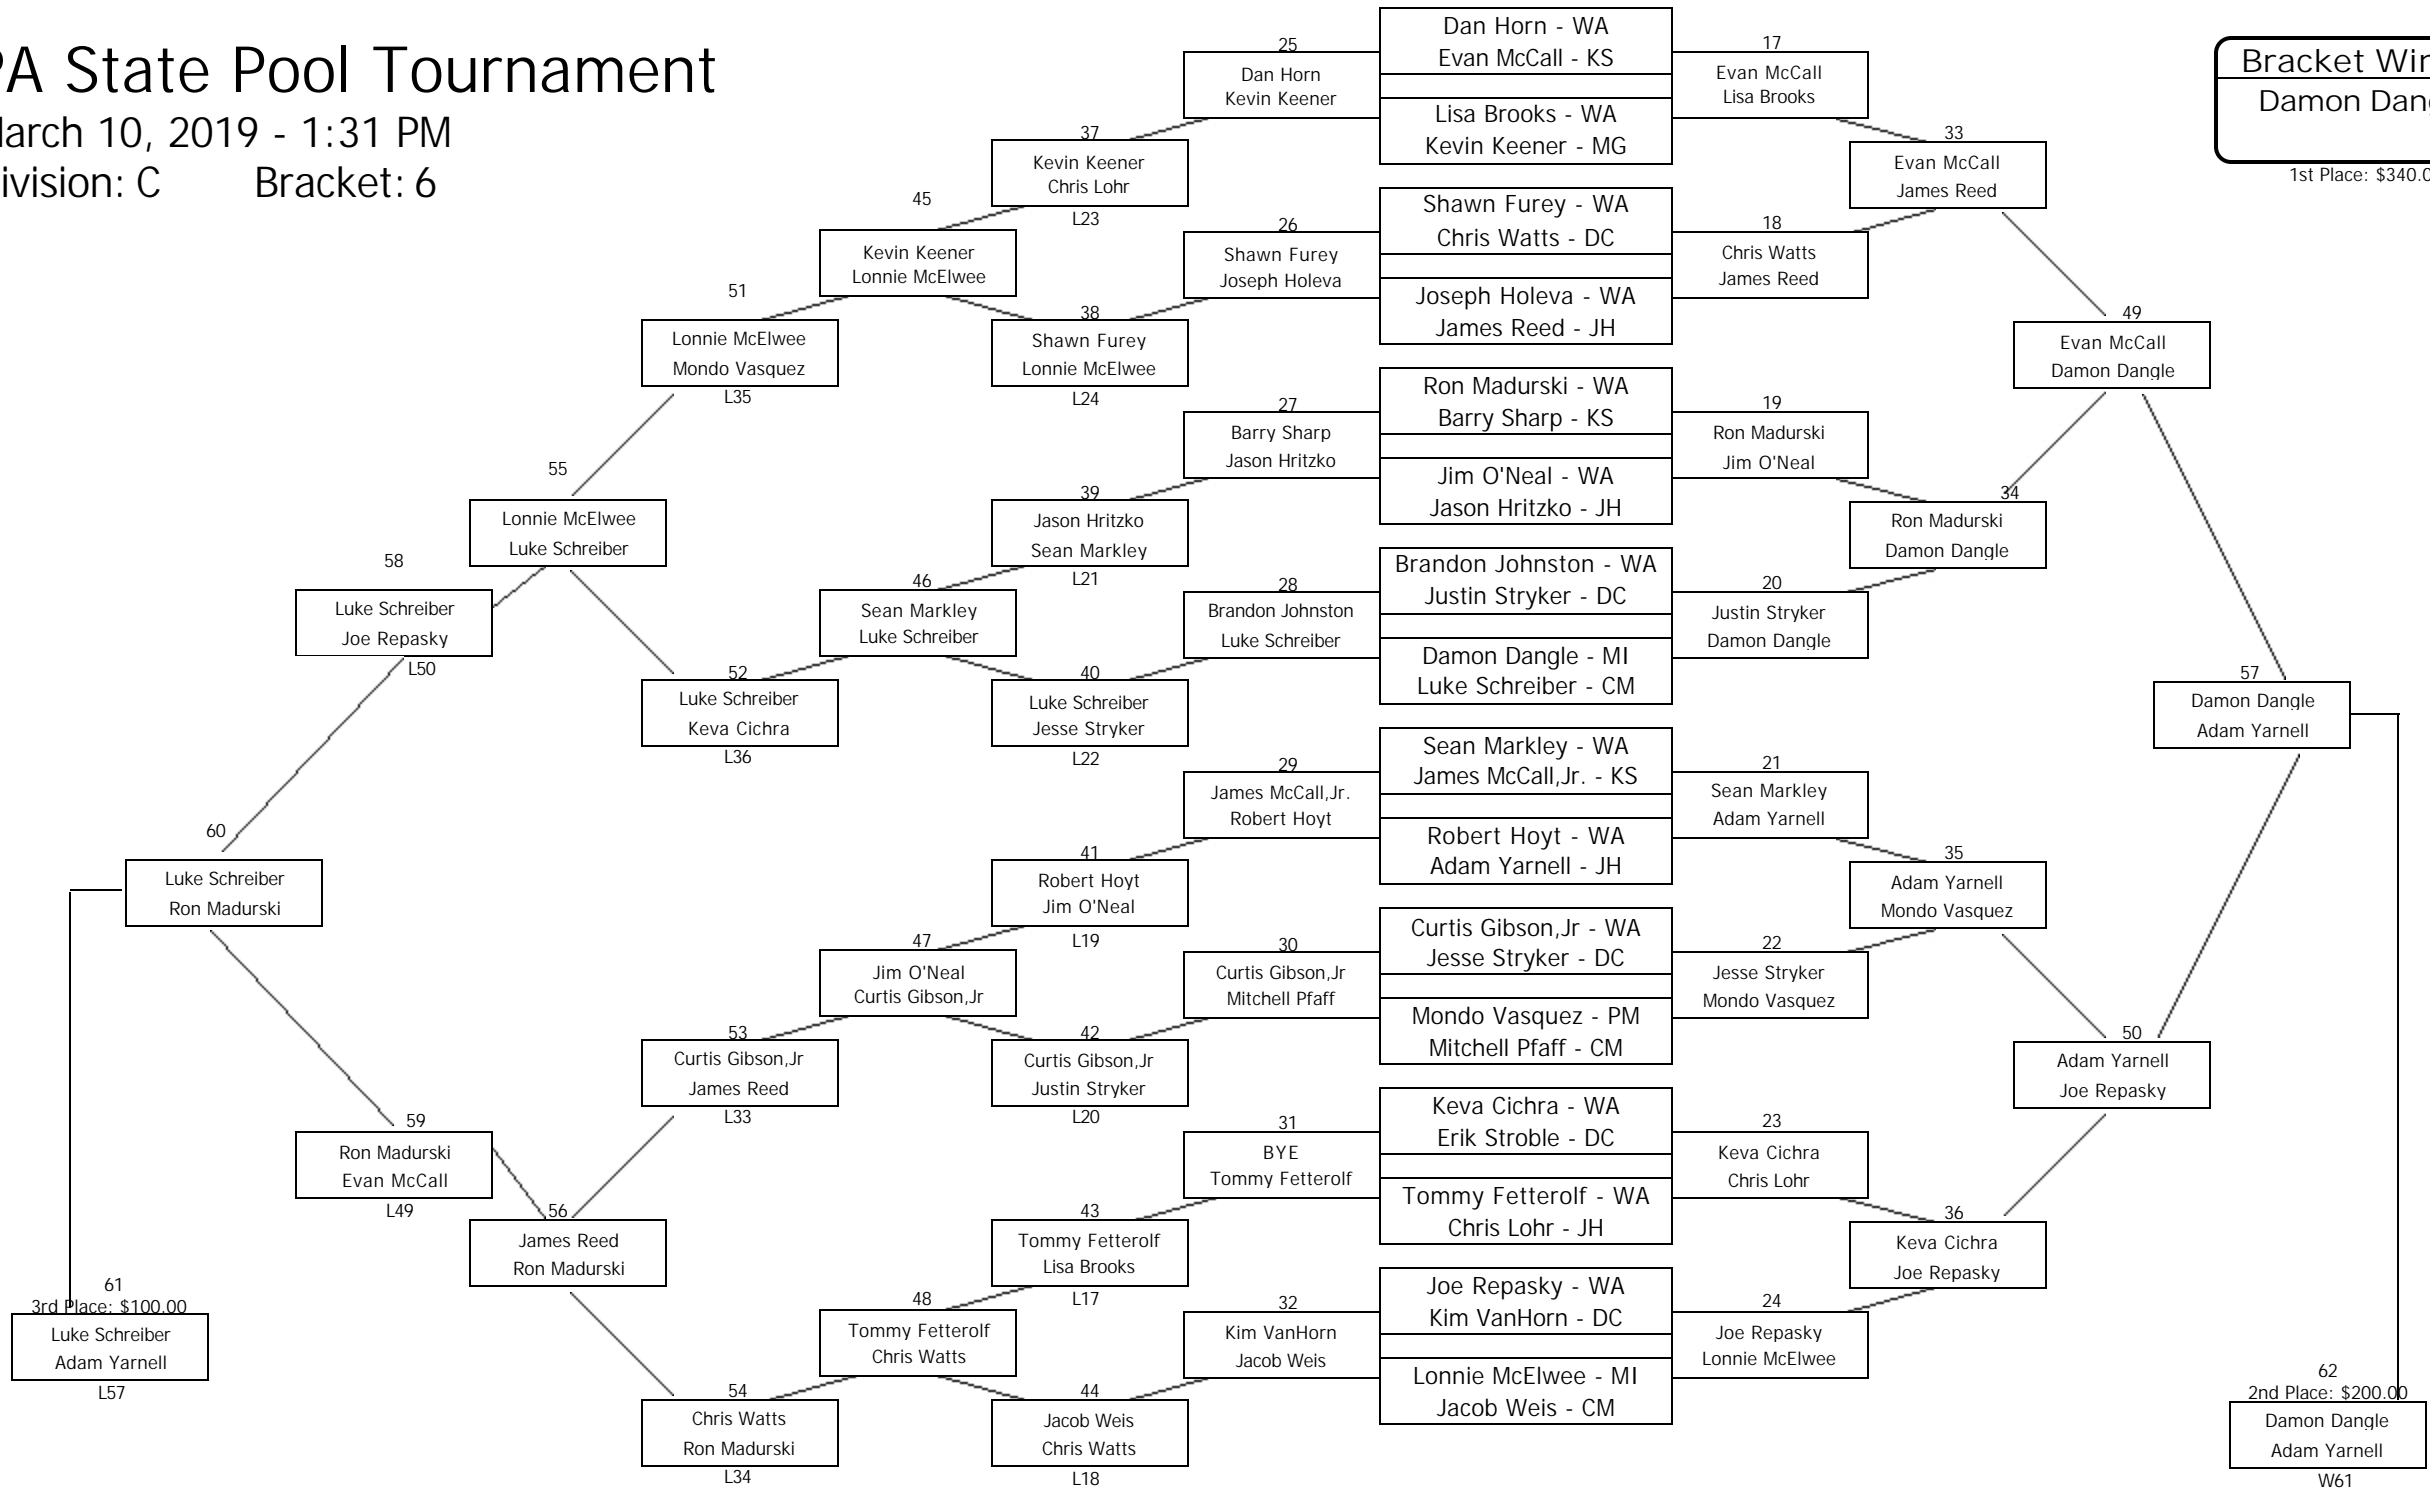 PA State Pool Tournament
March 10, 2019 - 1:31 PM
Division: C Bracket: 6
Bracket Win
Damon Dang
1st Place: $340.0
Dan Horn - WA
Evan McCall - KS
Lisa Brooks - WA
Kevin Keener - MG
Shawn Furey - WA
Chris Watts - DC
Joseph Holeva - WA
James Reed - JH
Ron Madurski - WA
Barry Sharp - KS
Jim O'Neal - WA
Jason Hritzko - JH
Brandon Johnston - WA
Justin Stryker - DC
Damon Dangle - MI
Luke Schreiber - CM
Sean Markley - WA
James McCall,Jr. - KS
Robert Hoyt - WA
Adam Yarnell - JH
Curtis Gibson,Jr - WA
Jesse Stryker - DC
Mondo Vasquez - PM
Mitchell Pfaff - CM
Keva Cichra - WA
Erik Stroble - DC
Tommy Fetterolf - WA
Chris Lohr - JH
Joe Repasky - WA
Kim VanHorn - DC
Lonnie McElwee - MI
Jacob Weis - CM
17
Evan McCall
Lisa Brooks
18
Chris Watts
James Reed
19
Ron Madurski
Jim O'Neal
20
Justin Stryker
Damon Dangle
21
Sean Markley
Adam Yarnell
22
Jesse Stryker
Mondo Vasquez
23
Keva Cichra
Chris Lohr
24
Joe Repasky
Lonnie McElwee
25
Dan Horn
Kevin Keener
26
Shawn Furey
Joseph Holeva
27
Barry Sharp
Jason Hritzko
28
Brandon Johnston
Luke Schreiber
29
James McCall,Jr.
Robert Hoyt
30
Curtis Gibson,Jr
Mitchell Pfaff
31
BYE
Tommy Fetterolf
32
Kim VanHorn
Jacob Weis
33
Evan McCall
James Reed
34
Ron Madurski
Damon Dangle
35
Adam Yarnell
Mondo Vasquez
36
Keva Cichra
Joe Repasky
37
Kevin Keener
Chris Lohr
L23
38
Shawn Furey
Lonnie McElwee
L24
39
Jason Hritzko
Sean Markley
L21
40
Luke Schreiber
Jesse Stryker
L22
41
Robert Hoyt
Jim O'Neal
L19
42
Curtis Gibson,Jr
Justin Stryker
L20
43
Tommy Fetterolf
Lisa Brooks
L17
44
Jacob Weis
Chris Watts
L18
45
Kevin Keener
Lonnie McElwee
46
Sean Markley
Luke Schreiber
47
Jim O'Neal
Curtis Gibson,Jr
48
Tommy Fetterolf
Chris Watts
49
Evan McCall
Damon Dangle
50
Adam Yarnell
Joe Repasky
51
Lonnie McElwee
Mondo Vasquez
L35
52
Luke Schreiber
Keva Cichra
L36
53
Curtis Gibson,Jr
James Reed
L33
54
Chris Watts
Ron Madurski
L34
55
Lonnie McElwee
Luke Schreiber
56
James Reed
Ron Madurski
57
Damon Dangle
Adam Yarnell
58
Luke Schreiber
Joe Repasky
L50
59
Ron Madurski
Evan McCall
L49
60
Luke Schreiber
Ron Madurski
61
3rd Place: $100.00
Luke Schreiber
Adam Yarnell
L57
62
2nd Place: $200.00
Damon Dangle
Adam Yarnell
W61